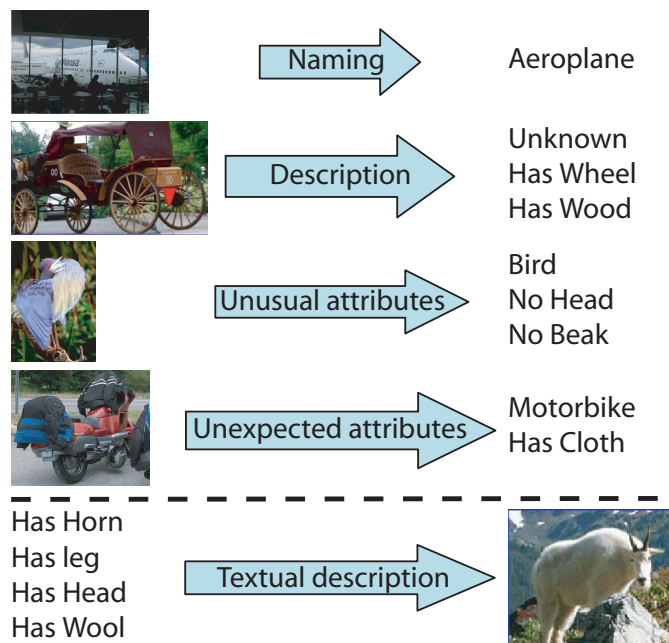 Naming
Aeroplane
Description
Unknown
Has Wheel
Has Wood
Unusual attributes
Bird
No Head
No Beak
Unexpected attributes
Motorbike
Has Cloth
Has Horn
Has leg
Has Head
Has Wool
Textual description